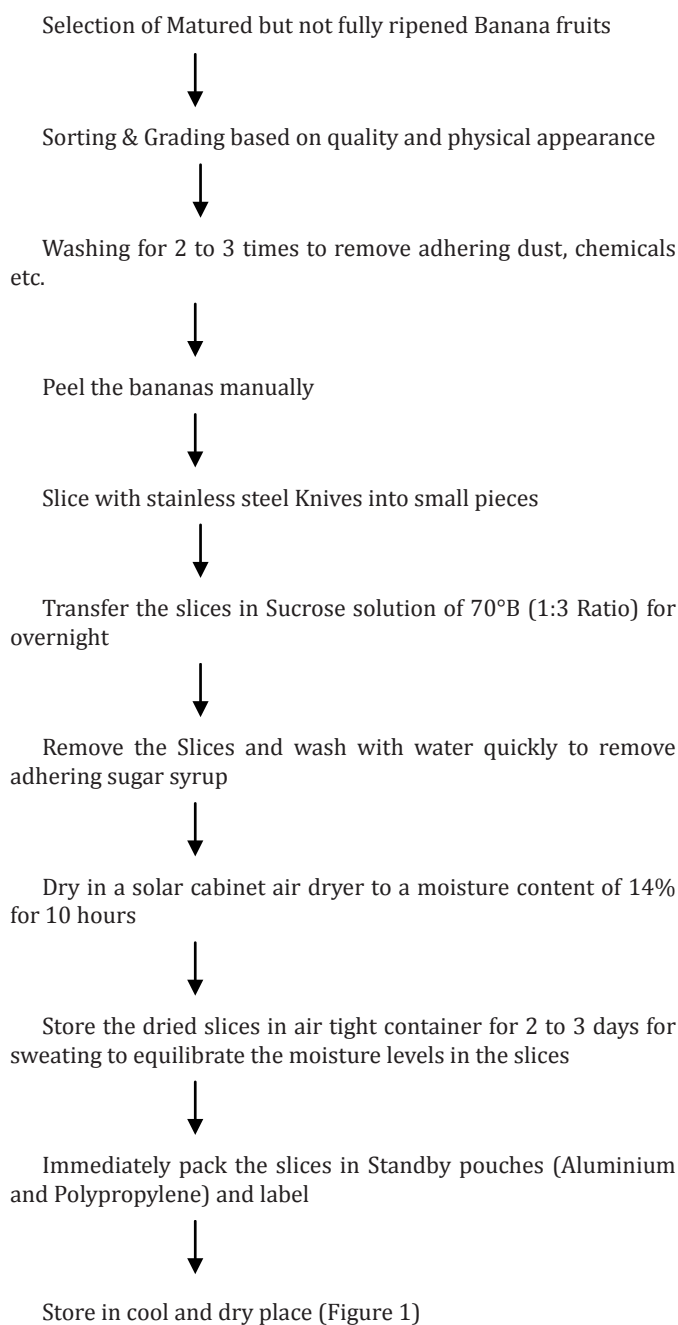 Selection of Matured but not fully ripened Banana fruits
Sorting & Grading based on quality and physical appearance
Washing for 2 to 3 times to remove adhering dust, chemicals
etc.
Peel the bananas manually
Slice with stainless steel Knives into small pieces
Transfer the slices in Sucrose solution of 70°B (1:3 Ratio) for
overnight
Remove the Slices and wash with water quickly to remove
adhering sugar syrup
Dry in a solar cabinet air dryer to a moisture content of 14%
for 10 hours
Store the dried slices in air tight container for 2 to 3 days for
sweating to equilibrate the moisture levels in the slices
Immediately pack the slices in Standby pouches (Aluminium
and Polypropylene) and label
Store in cool and dry place (Figure 1)